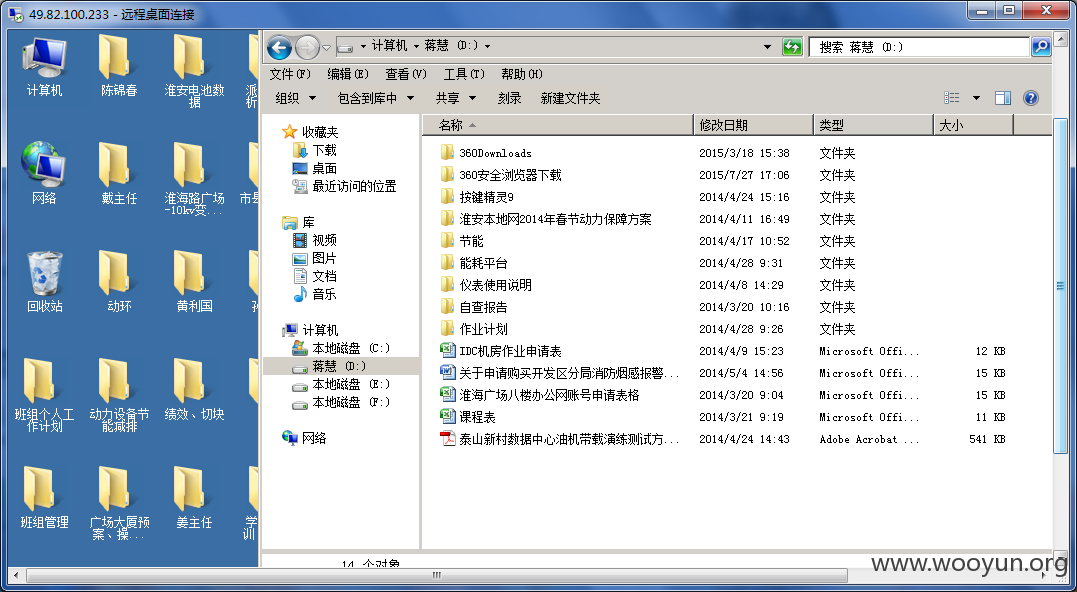 49.82.100.233 - 远程桌面连接
计算机
陈锦春
淮安电池数
据
派
析
网络
戴主任
淮海路广场
-10kv变...
市县
回收站
动环
黄利国
班组个人工
作计划
动力设备节
能减排
绩效、切块
班组管理
广场大厦预
案、操...
姜主任
学
训
计算机 蒋慧 (D:)
搜索 蒋慧 (D:)
文件(F) 编辑(E) 查看(V) 工具(T) 帮助(H)
组织 包含到库中 共享 刻录 新建文件夹
收藏夹
下载
桌面
最近访问的位置
库
视频
图片
文档
音乐
计算机
本地磁盘 (C:)
蒋慧 (D:)
本地磁盘 (E:)
本地磁盘 (F:)
网络
名称 修改日期 类型 大小
360Downloads 2015/3/18 15:38 文件夹
360安全浏览器下载 2015/7/27 17:06 文件夹
按键精灵9 2014/4/24 15:16 文件夹
淮安本地网2014年春节动力保障方案 2014/4/11 16:49 文件夹
节能 2014/4/17 10:52 文件夹
能耗平台 2014/4/28 9:31 文件夹
仪表使用说明 2014/4/8 14:29 文件夹
自查报告 2014/3/20 10:16 文件夹
作业计划 2014/4/28 9:26 文件夹
IDC机房作业申请表 2014/4/9 15:23 Microsoft Offi... 12 KB
关于申请购买开发区分局消防烟感报警... 2014/5/4 14:56 Microsoft Offi... 15 KB
淮海广场八楼办公网账号申请表格 2014/3/20 9:04 Microsoft Offi... 15 KB
课程表 2014/3/21 9:19 Microsoft Offi... 11 KB
泰山新村数据中心油机带载演练测试方... 2014/4/24 14:43 Adobe Acrobat ... 541 KB
14 个对象
www.wooyun.org